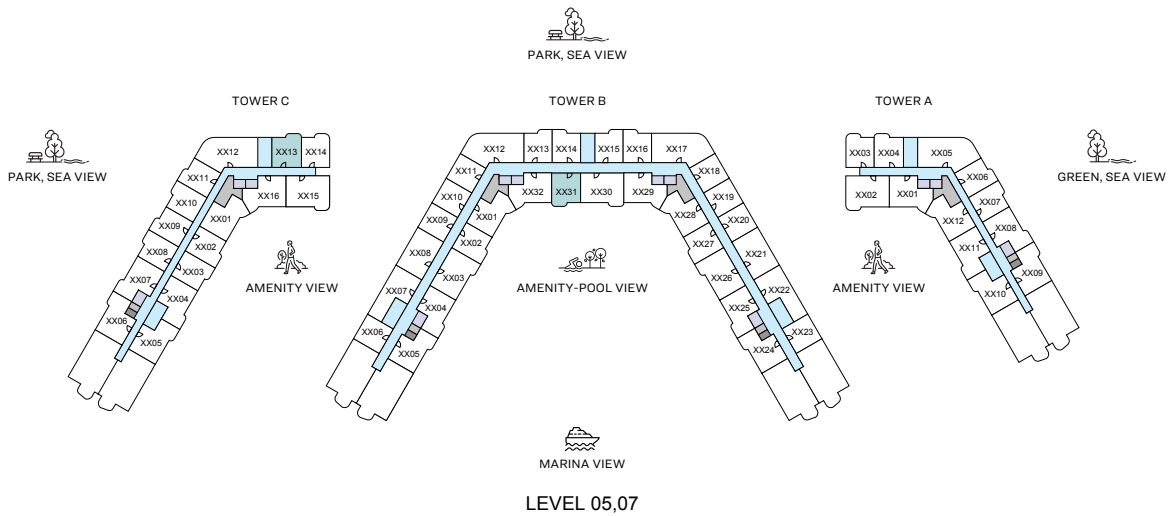 PARK, SEA VIEW
TOWER C
TOWER B
TOWER A
PARK, SEA VIEW
GREEN, SEA VIEW
XX12
XX13
XX14
XX11
XX10
XX09
XX08
XX07
XX06
XX05
XX04
XX03
XX02
XX01
XX16
XX15
XX12
XX13
XX14
XX15
XX16
XX17
XX11
XX10
XX09
XX08
XX07
XX06
XX05
XX04
XX03
XX02
XX01
XX32
XX31
XX30
XX29
XX28
XX27
XX26
XX25
XX24
XX18
XX19
XX20
XX21
XX22
XX23
XX03
XX04
XX05
XX02
XX01
XX06
XX07
XX08
XX09
XX12
XX11
XX10
AMENITY VIEW
AMENITY-POOL VIEW
AMENITY VIEW
MARINA VIEW
LEVEL 05,07